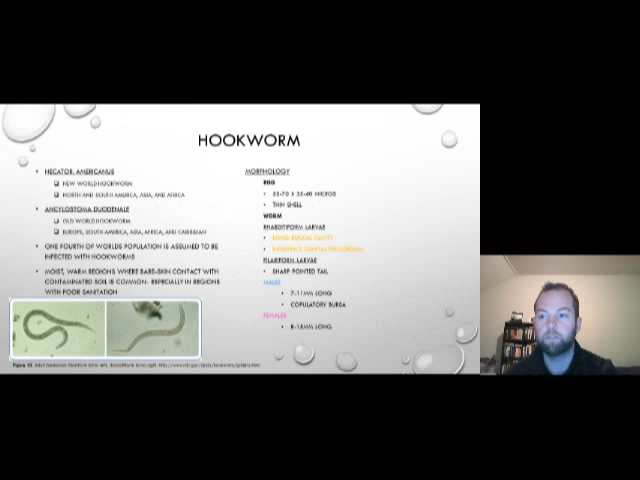 HOOKWORM
NECATOR AMERICANUS
NEW WORLD HOOKWORM
NORTH AND SOUTH AMERICA, ASIA, AND AFRICA
ANCYLOSTOMA DUODENALE
OLD WORLD HOOKWORM
EUROPE, SOUTH AMERICA, ASIA, AFRICA, AND CARIBBEAN
ONE FOURTH OF WORLDS POPULATION IS ASSUMED TO BE
INFECTED WITH HOOKWORMS
MOIST, WARM REGIONS WHERE BARE-SKIN CONTACT WITH
CONTAMINATED SOIL IS COMMON- ESPECIALLY IN REGIONS
WITH POOR SANITATION
MORPHOLOGY
EGG
THIN SHELL
WORM
RHABDITIFORM LARVAE
LONG BUCCAL CAVITY
FILARIFORM LARVAE
SHARP POINTED TAIL
MALES
7-11MM LONG
COPULATORY BURSA
FEMALES
LONG
Figure 10